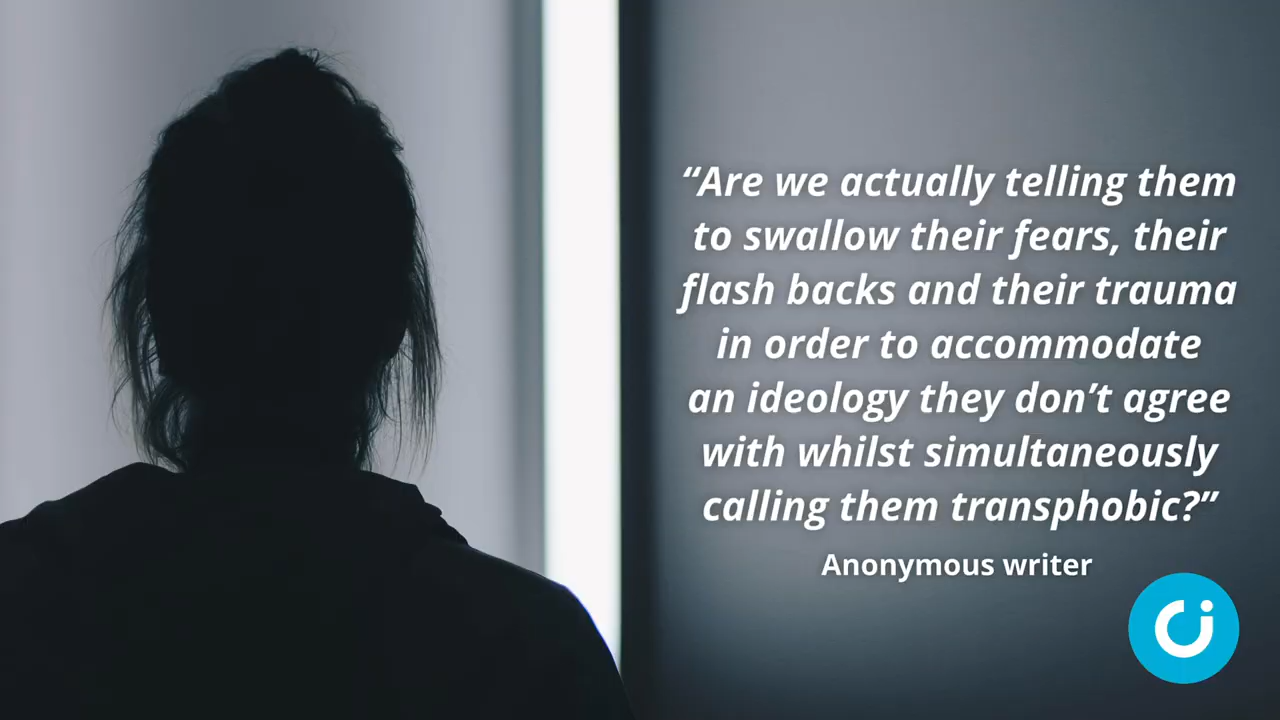 “Are we actually telling them
to swallow their fears, their
flash backs and their trauma
in order to accommodate
an ideology they don’t agree
with whilst simultaneously
calling them transphobic?”
Anonymous writer